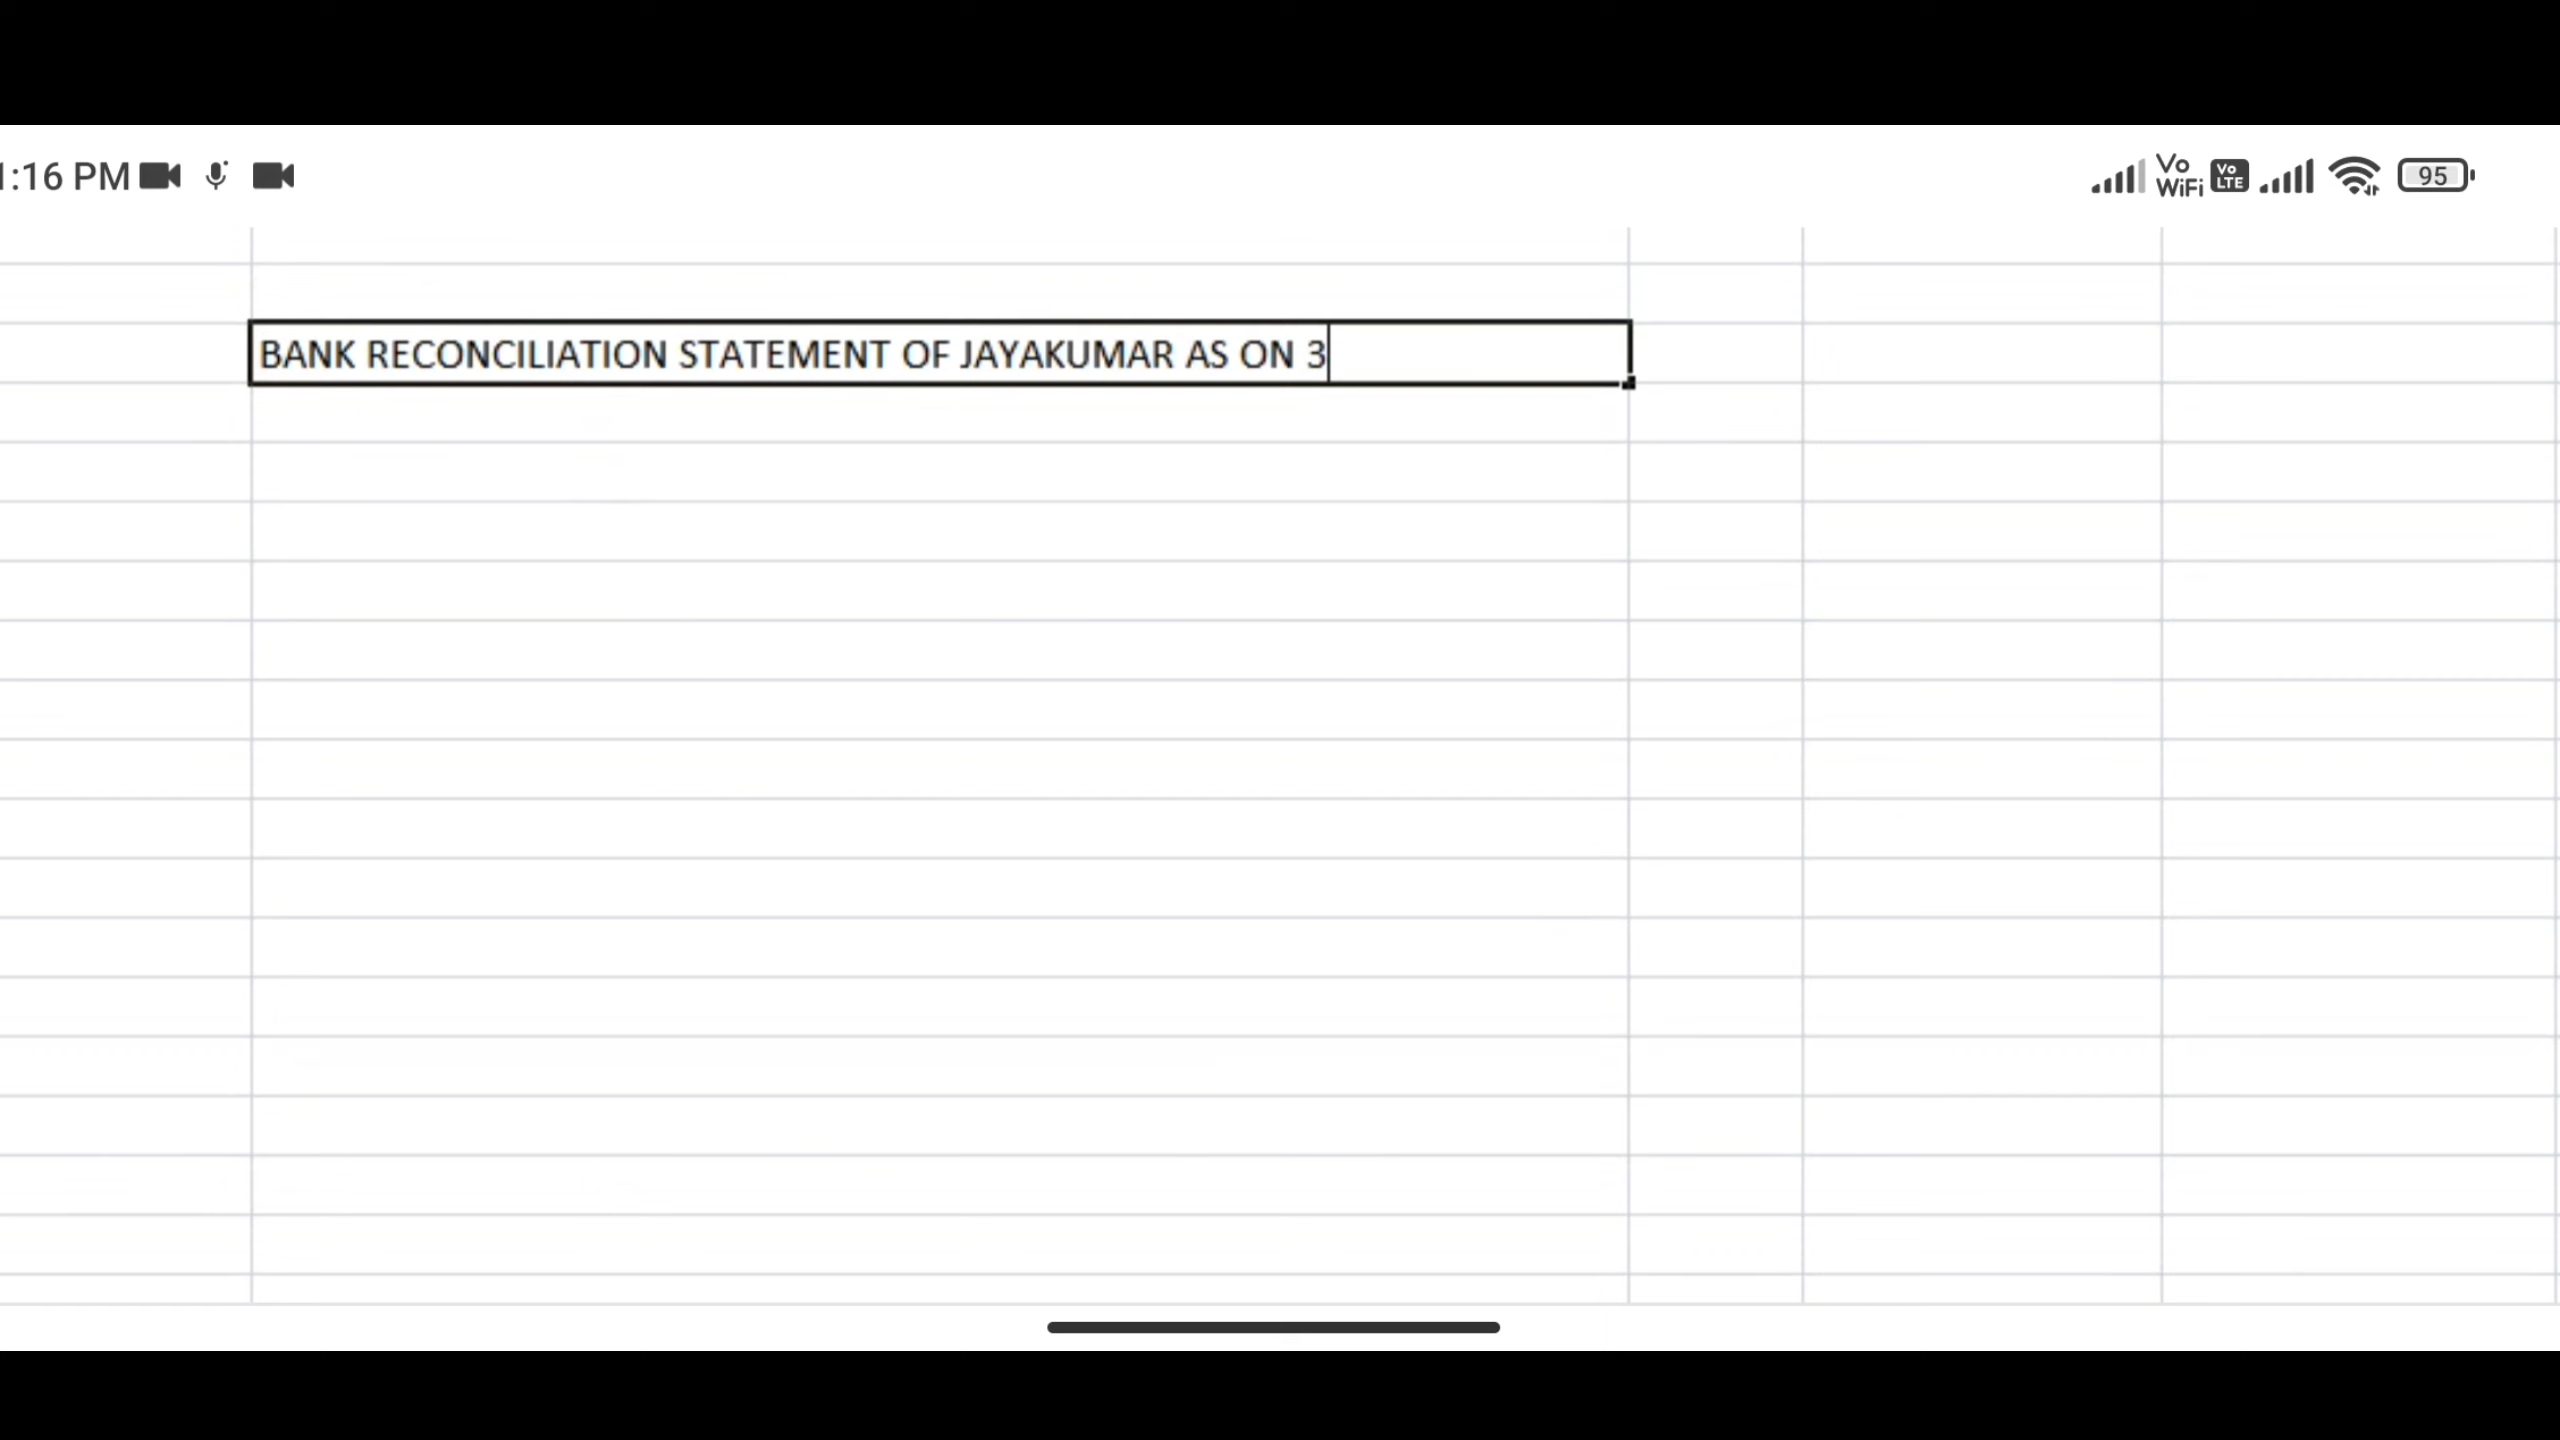 1:16 PM Vo WiFi Vo LTE 95
BANK RECONCILIATION STATEMENT OF JAYAKUMAR AS ON 3